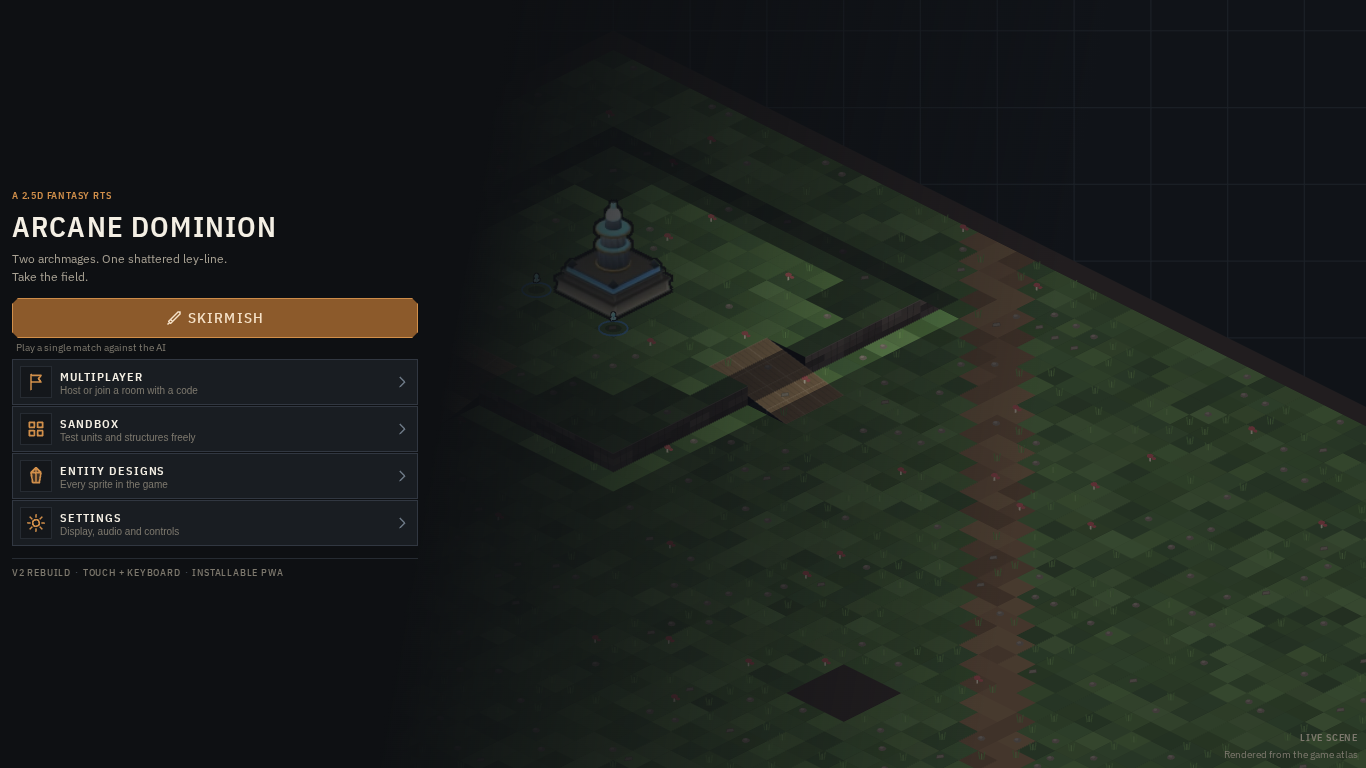 A 2.5D FANTASY RTS
ARCANE DOMINION
Two archmages. One shattered ley-line.
Take the field.
SKIRMISH
Play a single match against the AI
MULTIPLAYER
Host or join a room with a code
SANDBOX
Test units and structures freely
ENTITY DESIGNS
Every sprite in the game
SETTINGS
Display, audio and controls
V2 REBUILD · TOUCH + KEYBOARD · INSTALLABLE PWA
LIVE SCENE
Rendered from the game atlas